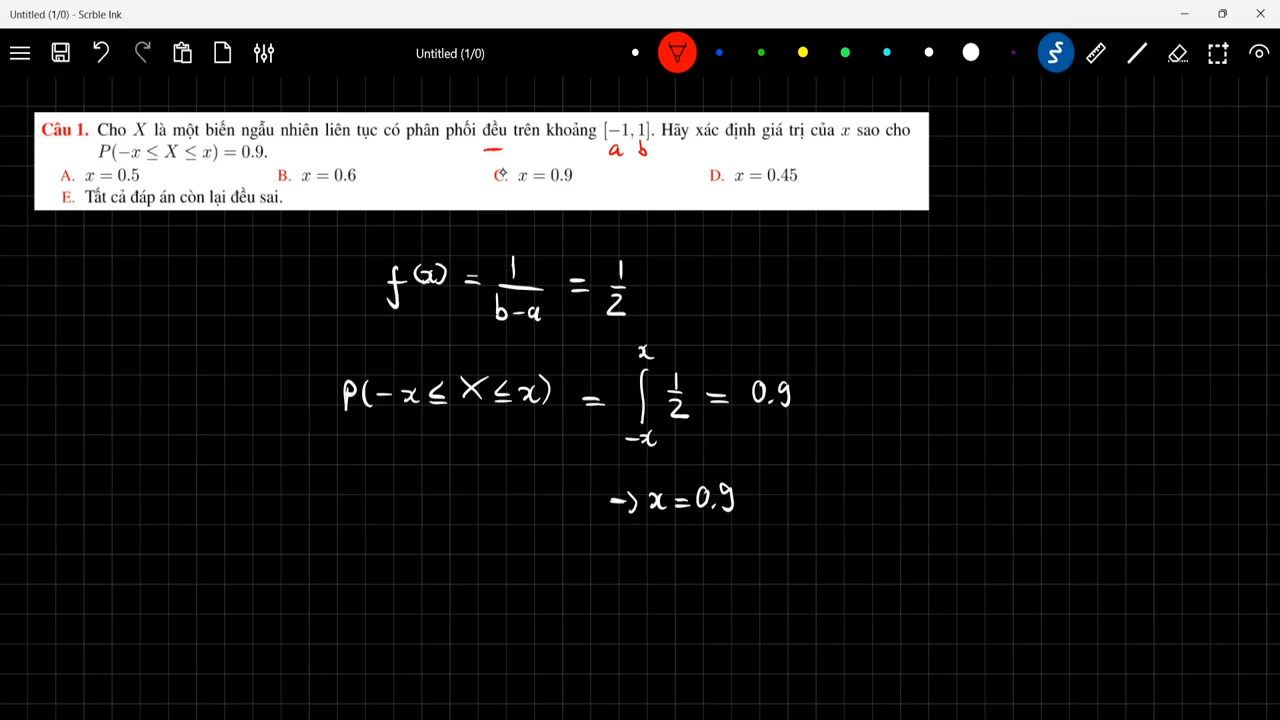 Untitled (1/0) - Scrble Ink
Untitled (1/0)
Câu 1. Cho X là một biến ngẫu nhiên liên tục có phân phối đều trên khoảng [−1, 1]. Hãy xác định giá trị của x sao cho
P(−x ≤ X ≤ x) = 0.9.
a b
A. x = 0.5 B. x = 0.6 C. x = 0.9 D. x = 0.45
E. Tất cả đáp án còn lại đều sai.
f(x) = 1/(b-a) = 1/2
P(-x ≤ X ≤ x) = ∫_{-x}^{x} 1/2 = 0.9
→ x = 0.9